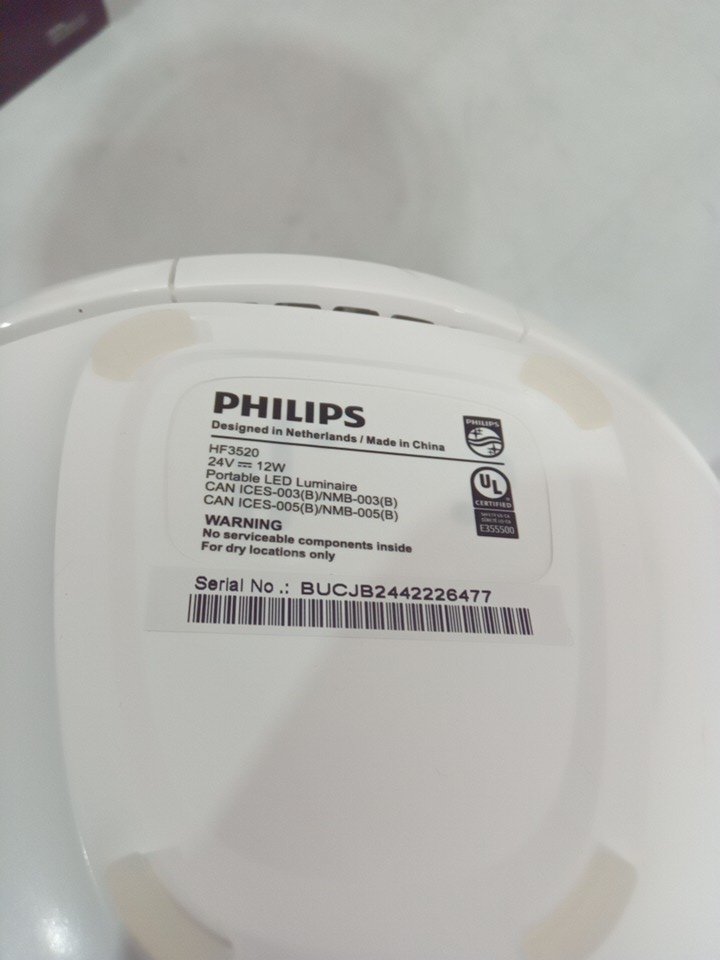 PHILIPS
Designed in Netherlands / Made in China
HF3520
24V ⎓ 12W
Portable LED Luminaire
CAN ICES-003(B)/NMB-003(B)
CAN ICES-005(B)/NMB-005(B)
WARNING
No serviceable components inside
For dry locations only
PHILIPS
UL
CERTIFIED
E355500
Serial No .: BUCJB2442226477